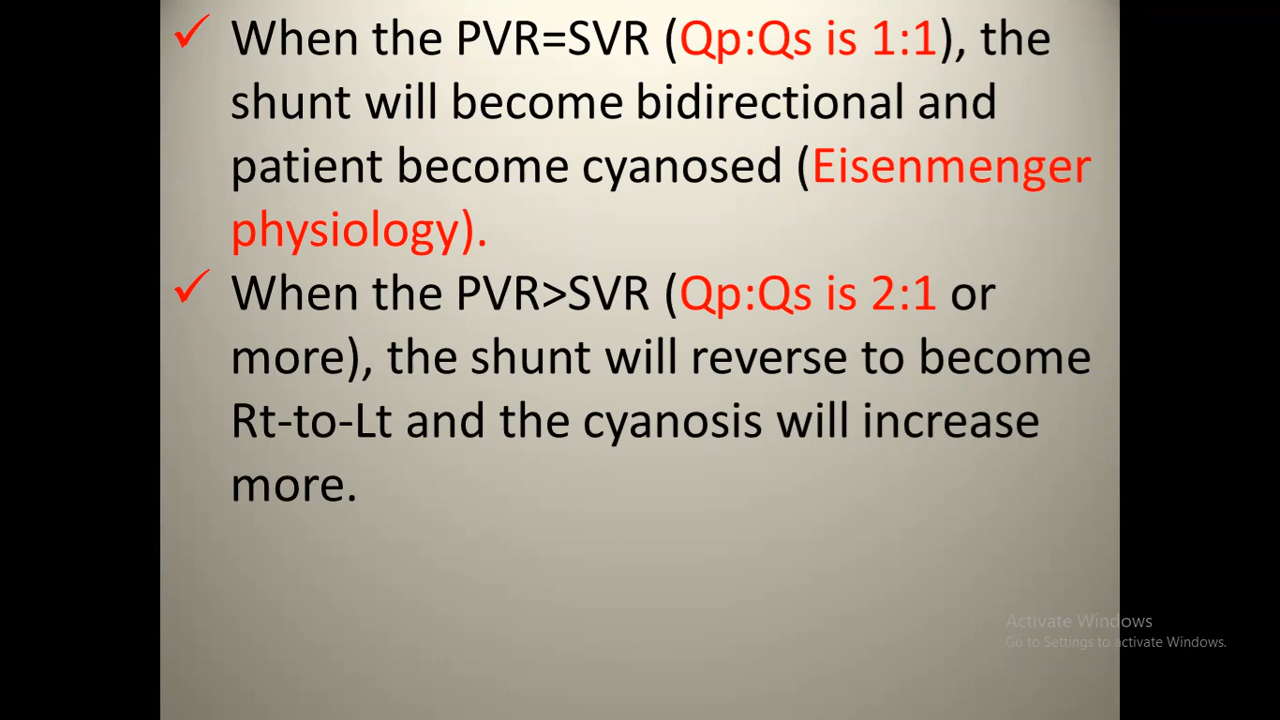 ✓ When the PVR=SVR (Qp:Qs is 1:1), the
shunt will become bidirectional and
patient become cyanosed (Eisenmenger
physiology).
✓ When the PVR>SVR (Qp:Qs is 2:1 or
more), the shunt will reverse to become
Rt-to-Lt and the cyanosis will increase
more.
Activate Windows
Go to Settings to activate Windows.